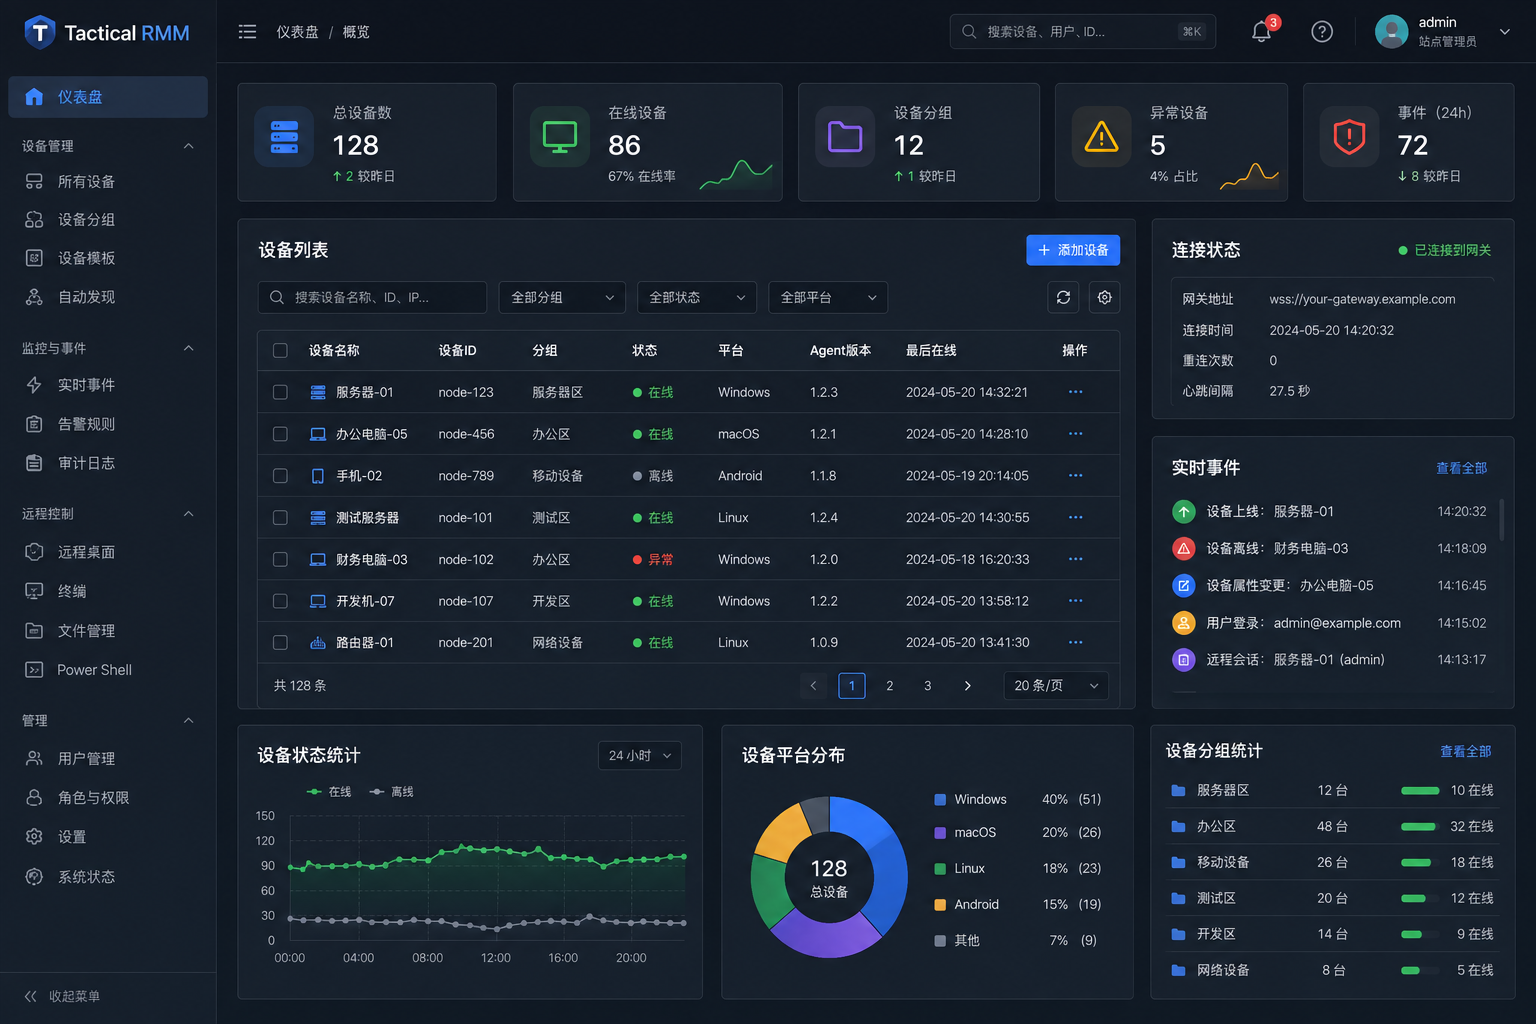 Tactical RMM
仪表盘 / 概览
搜索设备、用户、ID...
⌘K
3
admin
站点管理员
仪表盘
设备管理
所有设备
设备分组
设备模板
自动发现
监控与事件
实时事件
告警规则
审计日志
远程控制
远程桌面
终端
文件管理
Power Shell
管理
用户管理
角色与权限
设置
系统状态
收起菜单
总设备数
128
↑ 2 较昨日
在线设备
86
67% 在线率
设备分组
12
↑ 1 较昨日
异常设备
5
4% 占比
事件（24h）
72
↓ 8 较昨日
设备列表
+ 添加设备
搜索设备名称、ID、IP...
全部分组
全部状态
全部平台
设备名称 设备ID 分组 状态 平台 Agent版本 最后在线 操作
服务器-01 node-123 服务器区 在线 Windows 1.2.3 2024-05-20 14:32:21 ···
办公电脑-05 node-456 办公区 在线 macOS 1.2.1 2024-05-20 14:28:10 ···
手机-02 node-789 移动设备 离线 Android 1.1.8 2024-05-19 20:14:05 ···
测试服务器 node-101 测试区 在线 Linux 1.2.4 2024-05-20 14:30:55 ···
财务电脑-03 node-102 办公区 异常 Windows 1.2.0 2024-05-18 16:20:33 ···
开发机-07 node-107 开发区 在线 Windows 1.2.2 2024-05-20 13:58:12 ···
路由器-01 node-201 网络设备 在线 Linux 1.0.9 2024-05-20 13:41:30 ···
共 128 条
1 2 3
20 条/页
连接状态
已连接到网关
网关地址 wss://your-gateway.example.com
连接时间 2024-05-20 14:20:32
重连次数 0
心跳间隔 27.5 秒
实时事件
查看全部
设备上线： 服务器-01 14:20:32
设备离线： 财务电脑-03 14:18:09
设备属性变更： 办公电脑-05 14:16:45
用户登录： admin@example.com 14:15:02
远程会话： 服务器-01 (admin) 14:13:17
设备状态统计
24 小时
在线 离线
150
120
90
60
30
0
00:00 04:00 08:00 12:00 16:00 20:00
设备平台分布
128
总设备
Windows 40% (51)
macOS 20% (26)
Linux 18% (23)
Android 15% (19)
其他 7% (9)
设备分组统计
查看全部
服务器区 12 台 10 在线
办公区 48 台 32 在线
移动设备 26 台 18 在线
测试区 20 台 12 在线
开发区 14 台 9 在线
网络设备 8 台 5 在线